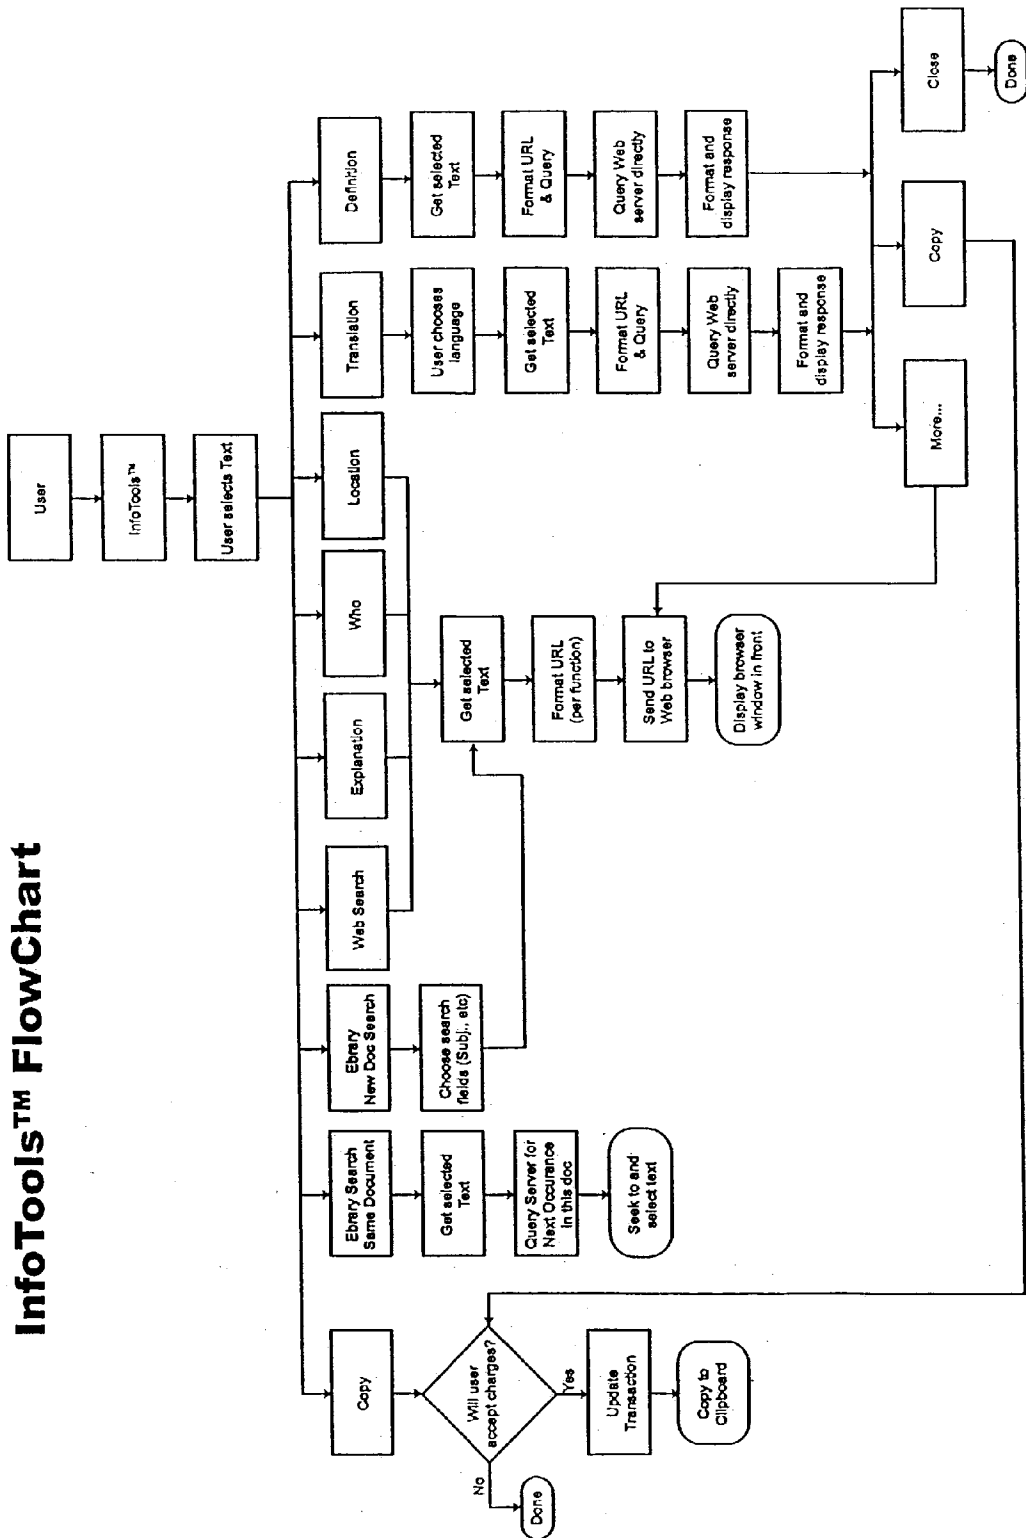 InfoTools™ FlowChart
User
InfoTools™
User selects Text
Copy
Will user
accept charges?
No
Done
Yes
Update
Transaction
Copy to
Clipboard
Ebrary Search
Same Document
Get selected
Text
Query Server for
Next Occurance
in this doc
Seek to and
select text
Ebrary
New Doc Search
Choose search
fields (Subj., etc)
Web Search
Explanation
Who
Location
Get selected
Text
Format URL
(per function)
Send URL to
Web browser
Display browser
window in front
Translation
User chooses
language
Get selected
Text
Format URL
& Query
Query Web
server directly
Format and
display response
Definition
Get selected
Text
Format URL
& Query
Query Web
server directly
Format and
display response
More...
Copy
Close
Done